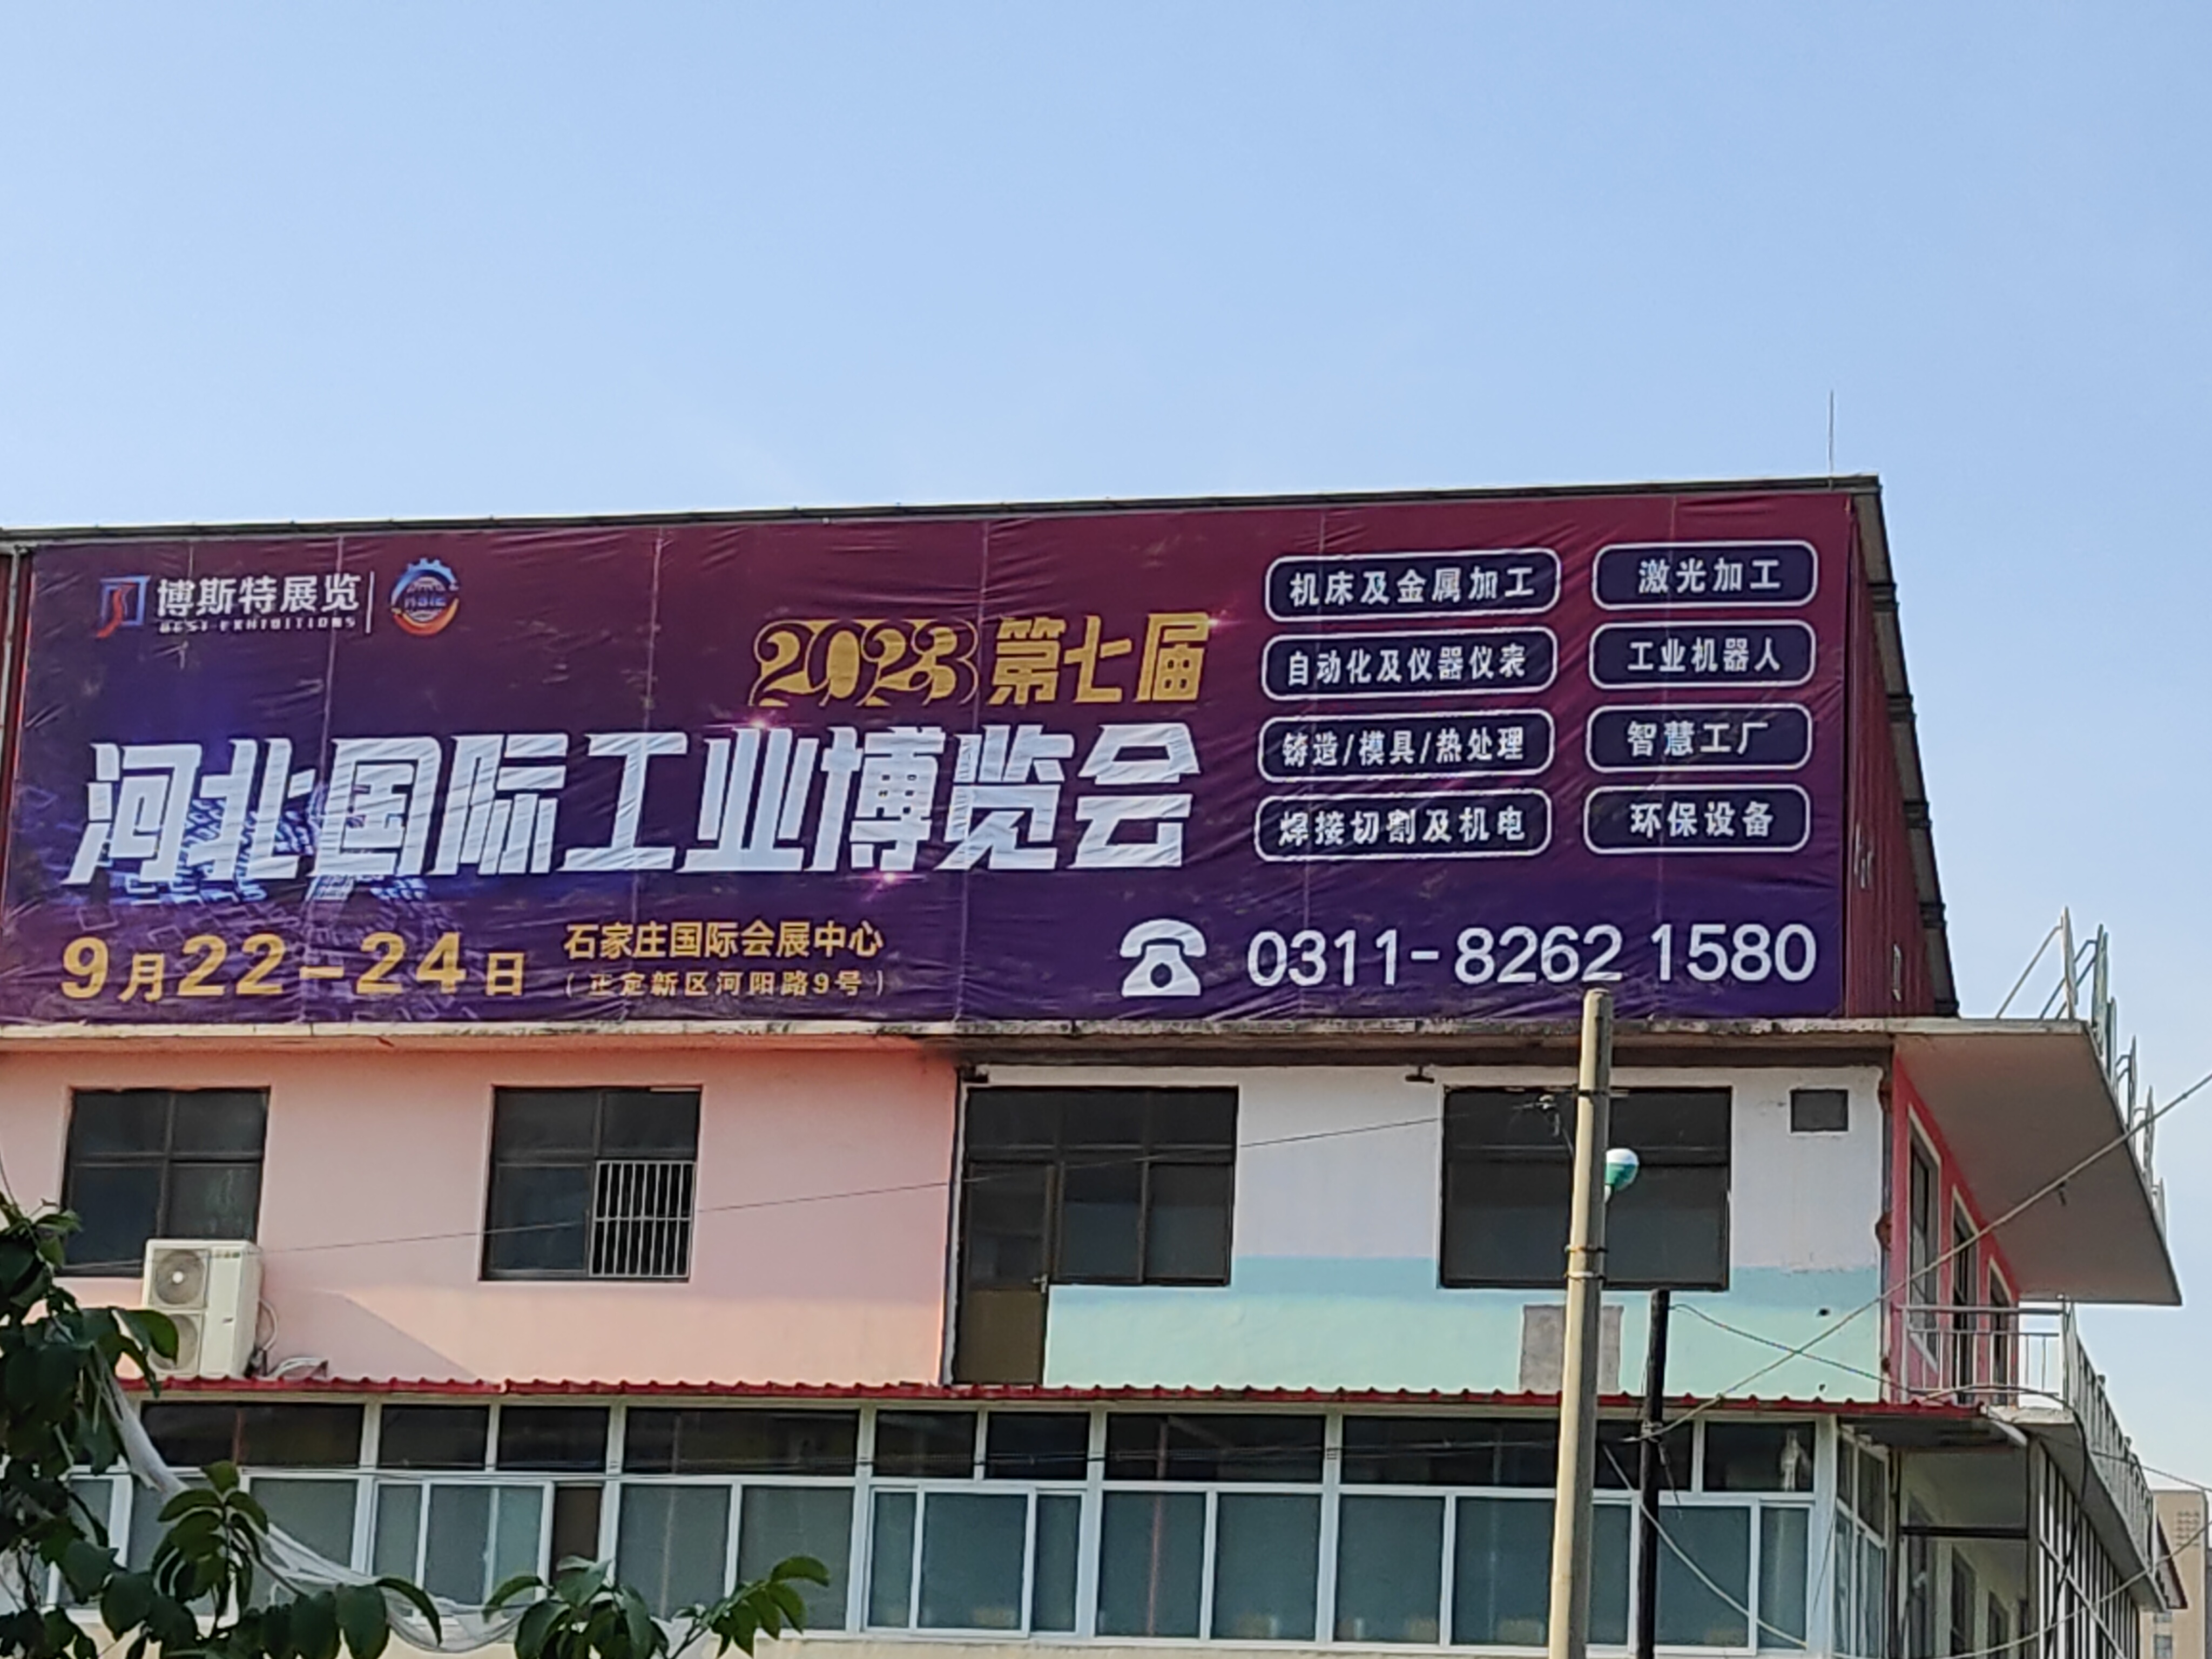 博斯特展览
BEST EXHIBITIONS
HBIE
2023 第七届
河北国际工业博览会
9月22-24日
石家庄国际会展中心
(正定新区河阳路9号)
机床及金属加工
激光加工
自动化及仪器仪表
工业机器人
铸造/模具/热处理
智慧工厂
焊接切割及机电
环保设备
0311-8262 1580